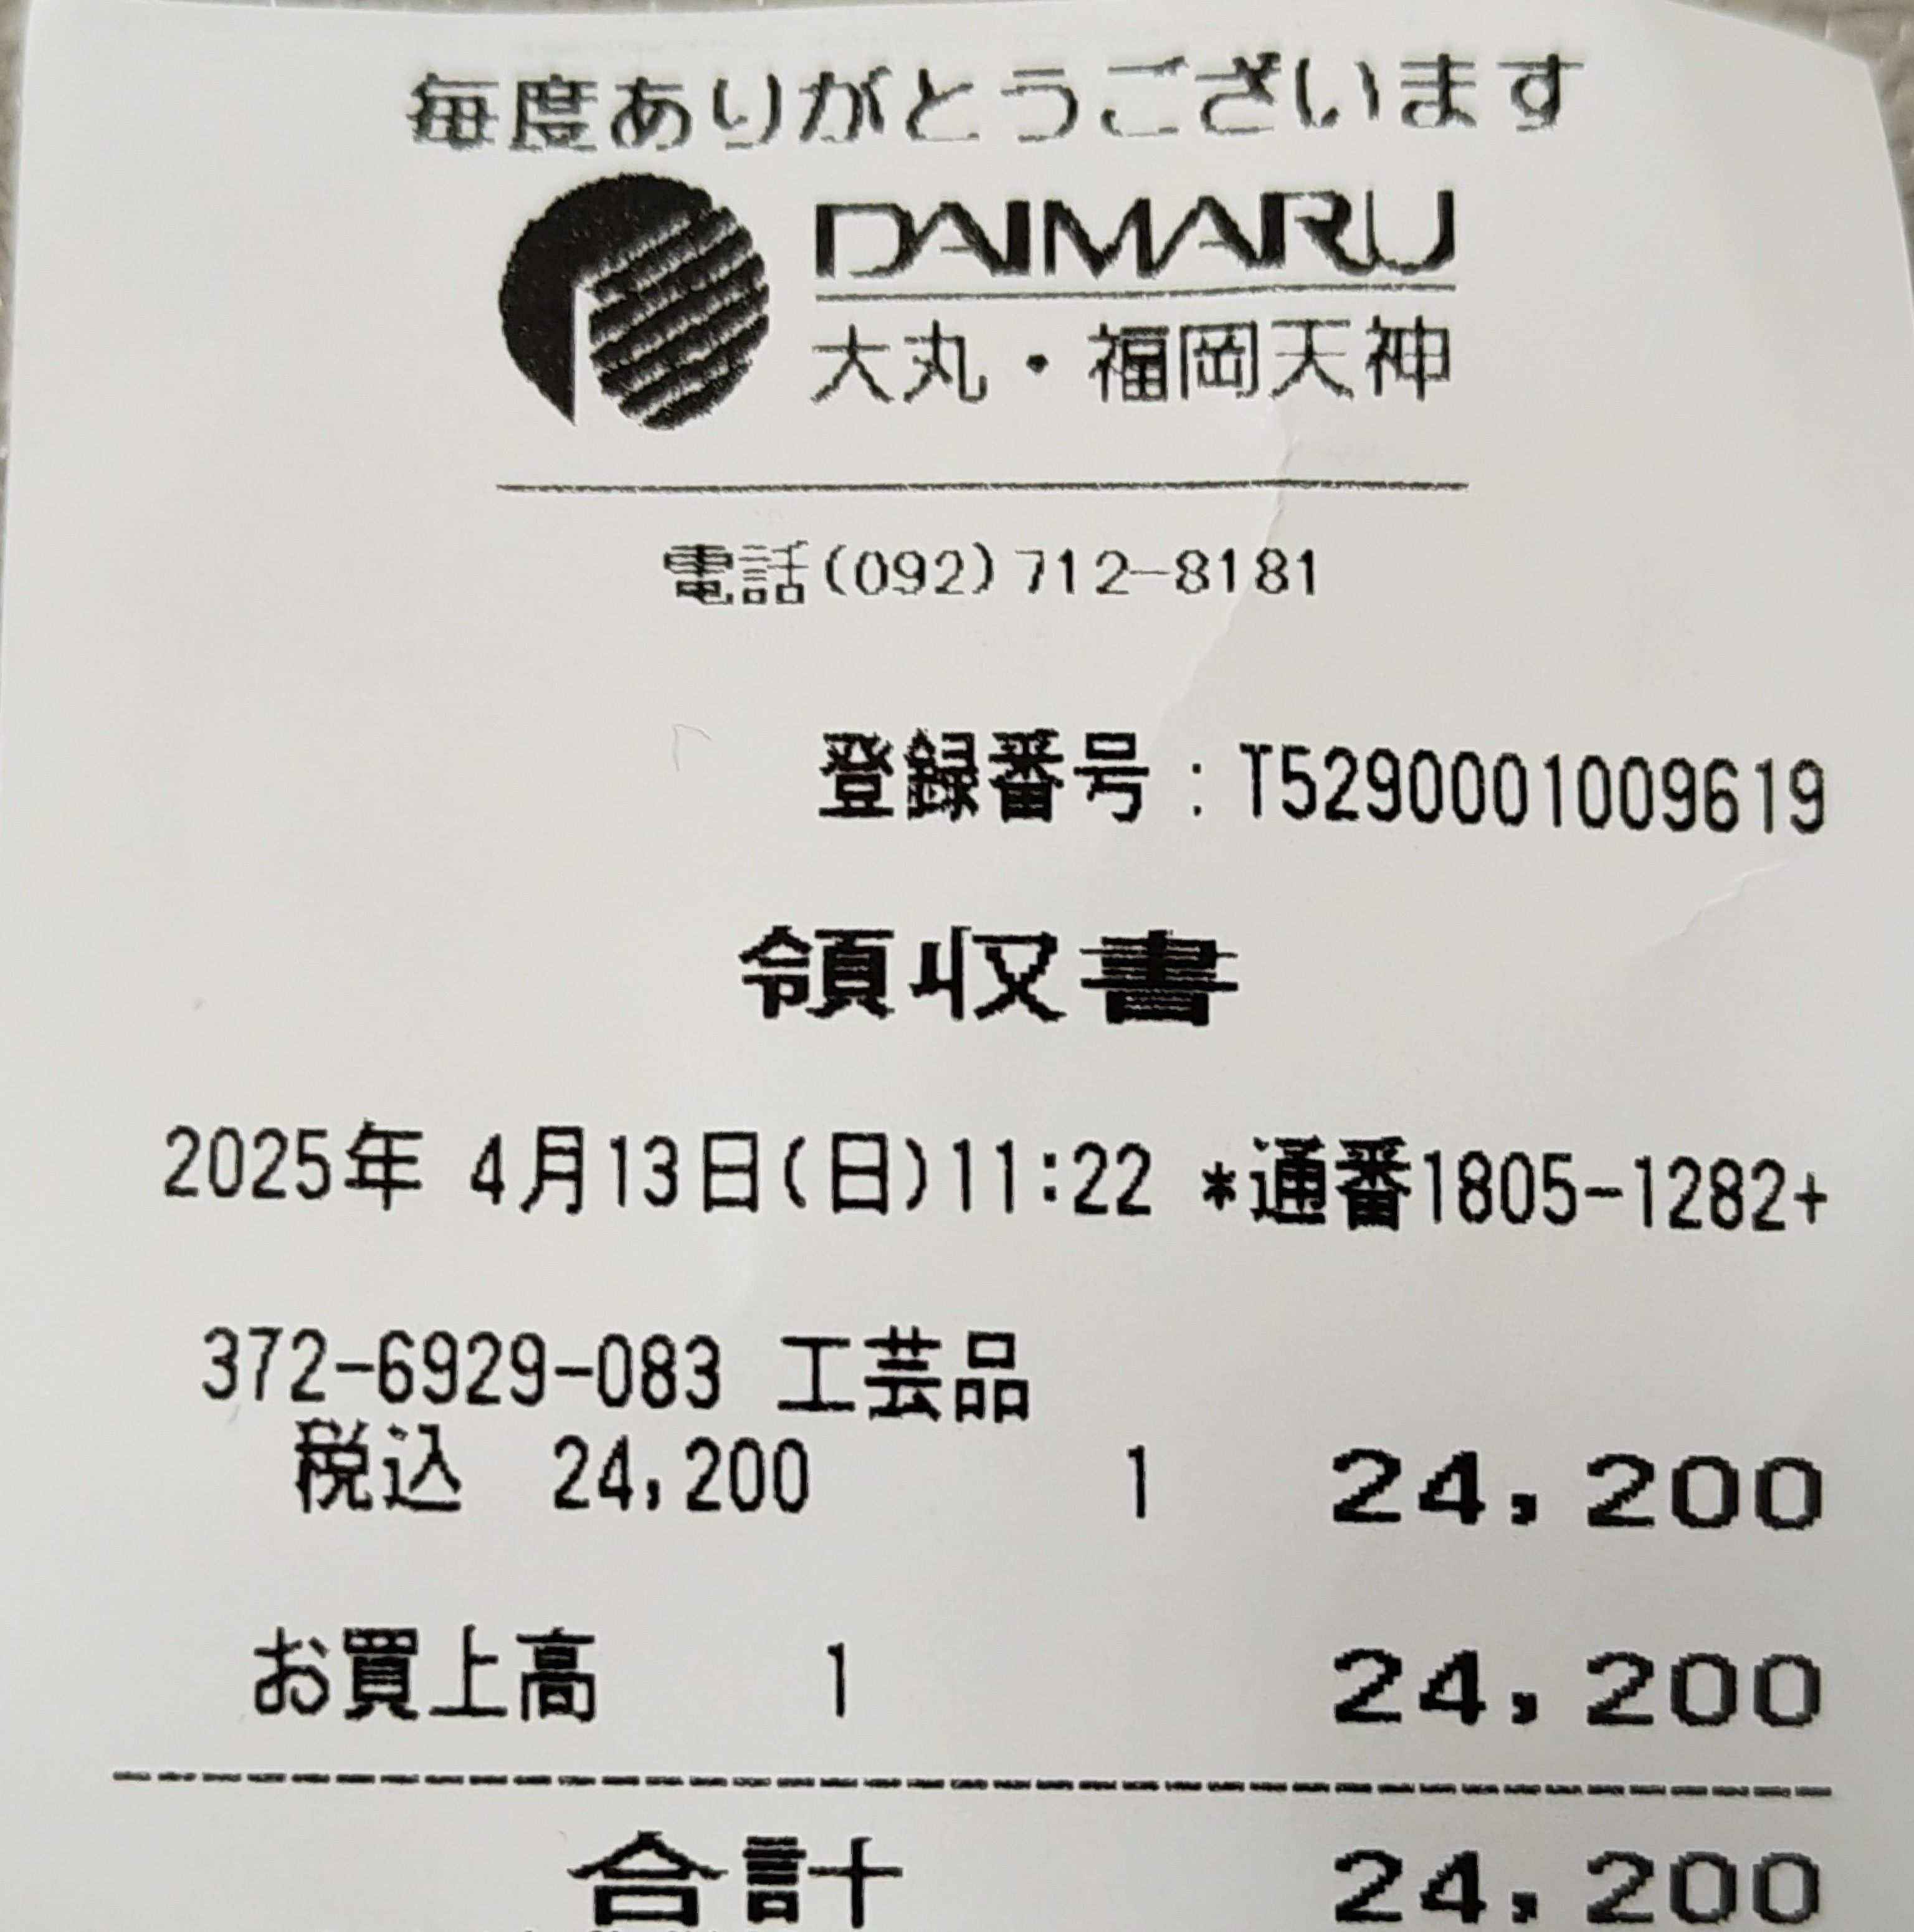 毎度ありがとうございます
DAIMARU
大丸・福岡天神
電話(092)712-8181
登録番号:T5290001009619
領収書
2025年 4月13日(日)11:22 *通番1805-1282+
372-6929-083 工芸品
税込 24,200 1 24,200
お買上高 1 24,200
合計 24,200